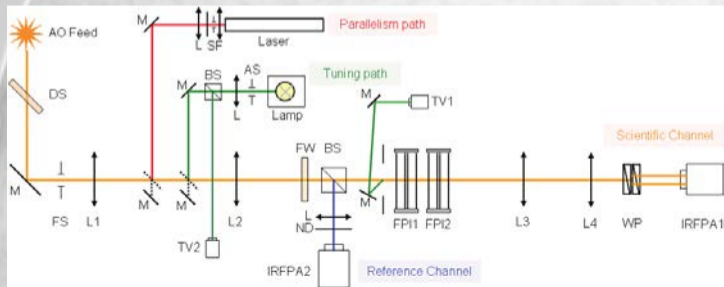 AO Feed
M
L
SF
Laser
Parallelism path
DS
BS
AS
Tuning path
M
L
Lamp
M
TV1
Scientific Channel
FW
BS
M
FS
L1
M
M
L2
L
ND
M
FPI1
FPI2
L3
L4
WP
IRFPA1
TV2
IRFPA2
Reference Channel